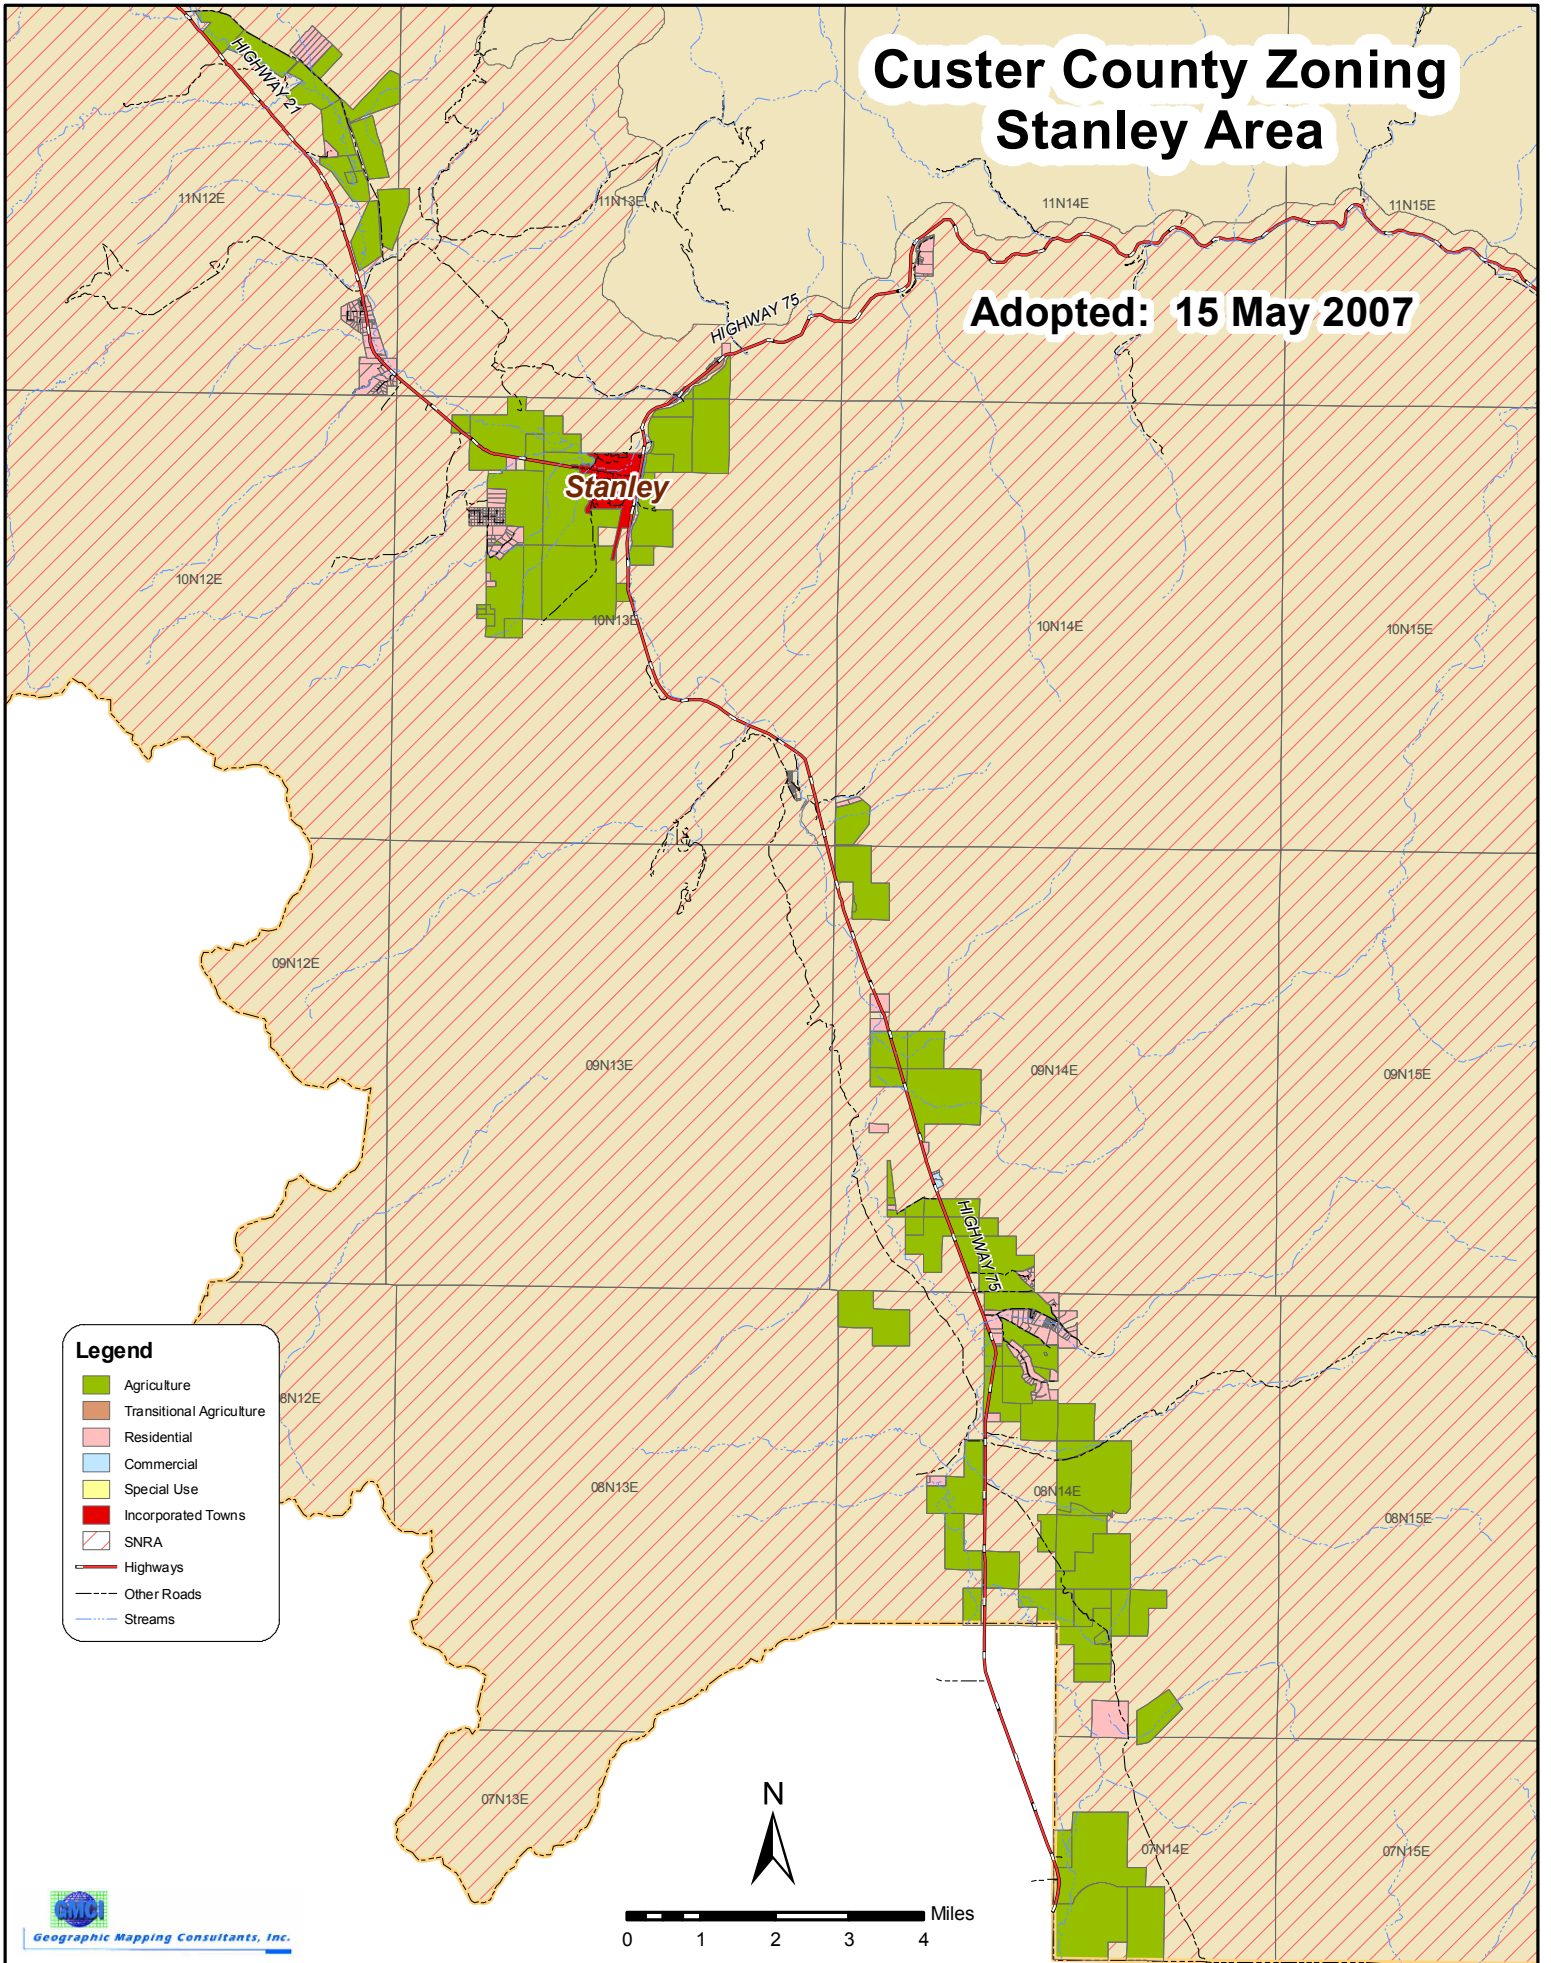 Custer County Zoning
Stanley Area
Adopted: 15 May 2007
HIGHWAY 21
11N12E
11N13E
11N14E
11N15E
HIGHWAY 75
Stanley
10N12E
10N13E
10N14E
10N15E
09N12E
09N13E
09N14E
09N15E
HIGHWAY 75
8N12E
08N13E
08N14E
08N15E
07N13E
07N14E
07N15E
Legend
Agriculture
Transitional Agriculture
Residential
Commercial
Special Use
Incorporated Towns
SNRA
Highways
Other Roads
Streams
N
Miles
0 1 2 3 4
GMCI
Geographic Mapping Consultants, Inc.